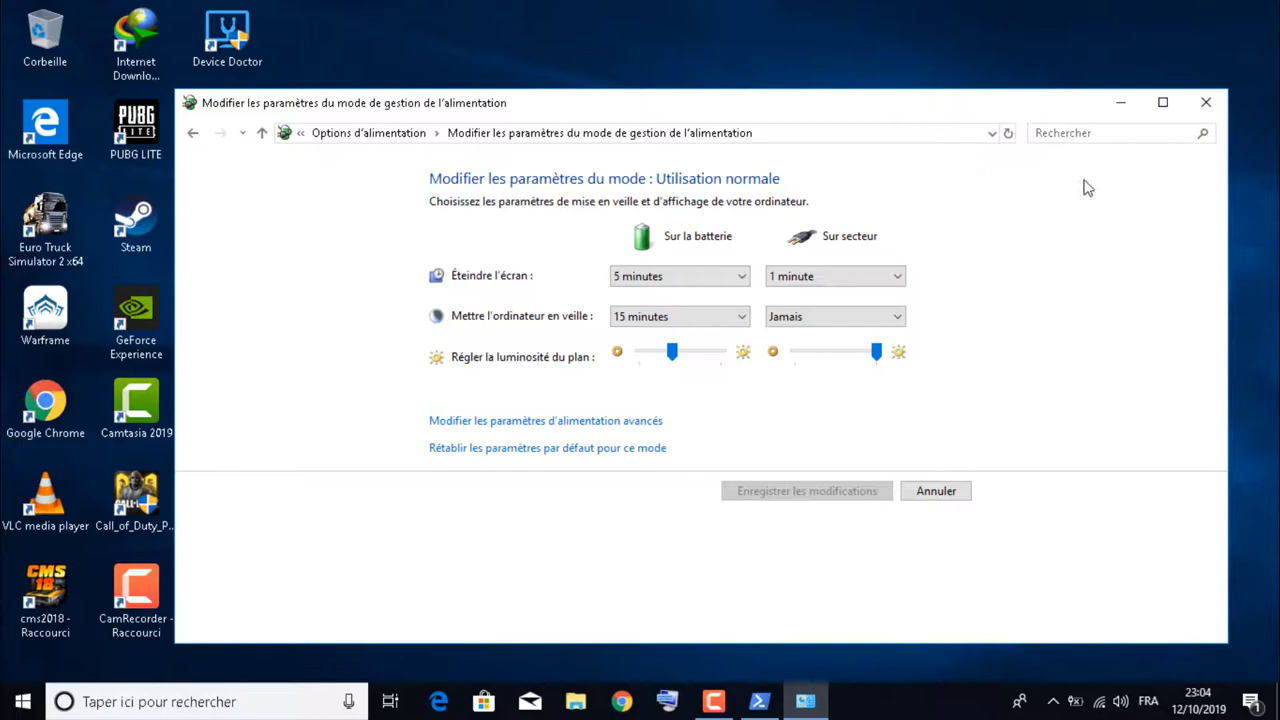 Corbeille
Internet
Downlo...
Device Doctor
Microsoft Edge
PUBG
LITE
PUBG LITE
Euro Truck
Simulator 2 x64
Steam
Warframe
GeForce
Experience
Google Chrome
Camtasia 2019
VLC media player
Call_of_Duty_P...
CMS
18
cms2018 -
Raccourci
CamRecorder -
Raccourci
Modifier les paramètres du mode de gestion de l'alimentation
« Options d'alimentation > Modifier les paramètres du mode de gestion de l'alimentation
Rechercher
Modifier les paramètres du mode : Utilisation normale
Choisissez les paramètres de mise en veille et d'affichage de votre ordinateur.
Sur la batterie Sur secteur
Éteindre l'écran : 5 minutes 1 minute
Mettre l'ordinateur en veille : 15 minutes Jamais
Régler la luminosité du plan :
Modifier les paramètres d'alimentation avancés
Rétablir les paramètres par défaut pour ce mode
Enregistrer les modifications Annuler
Taper ici pour rechercher
FRA
23:04
12/10/2019
1